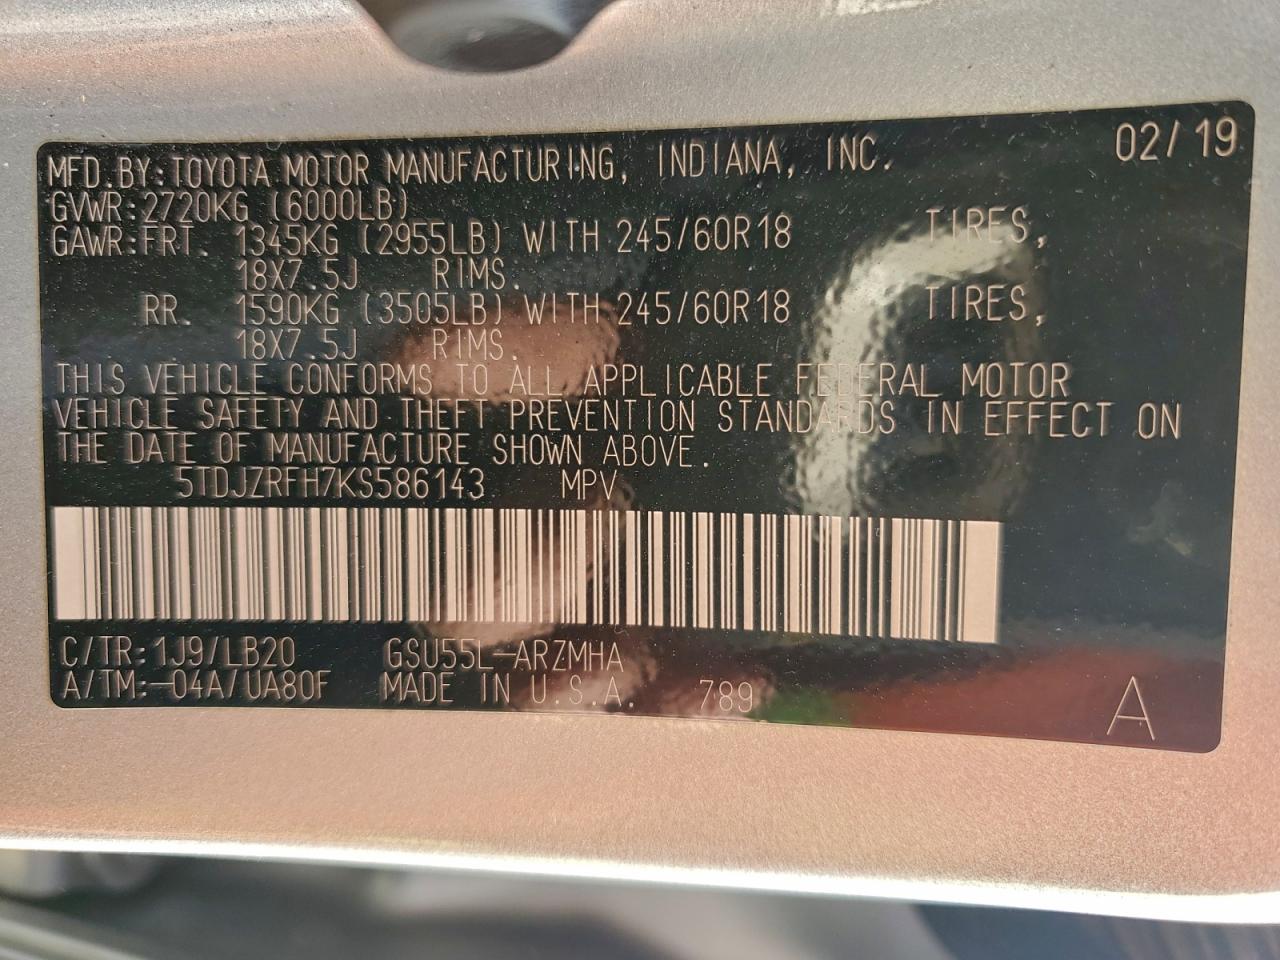 02/19
MFD.BY:TOYOTA MOTOR MANUFACTURING, INDIANA, INC.
GVWR:2720KG (6000LB)
GAWR:FRT. 1345KG (2955LB) WITH 245/60R18 TIRES,
18X7.5J RIMS.
RR. 1590KG (3505LB) WITH 245/60R18 TIRES,
18X7.5J RIMS.
THIS VEHICLE CONFORMS TO ALL APPLICABLE FEDERAL MOTOR
VEHICLE SAFETY AND THEFT PREVENTION STANDARDS IN EFFECT ON
THE DATE OF MANUFACTURE SHOWN ABOVE.
5TDJZRFH7KS586143 MPV
C/TR:1J9/LB20 GSU55L-ARZMHA
A/TM:-04A/UA80F MADE IN U.S.A. 789
A